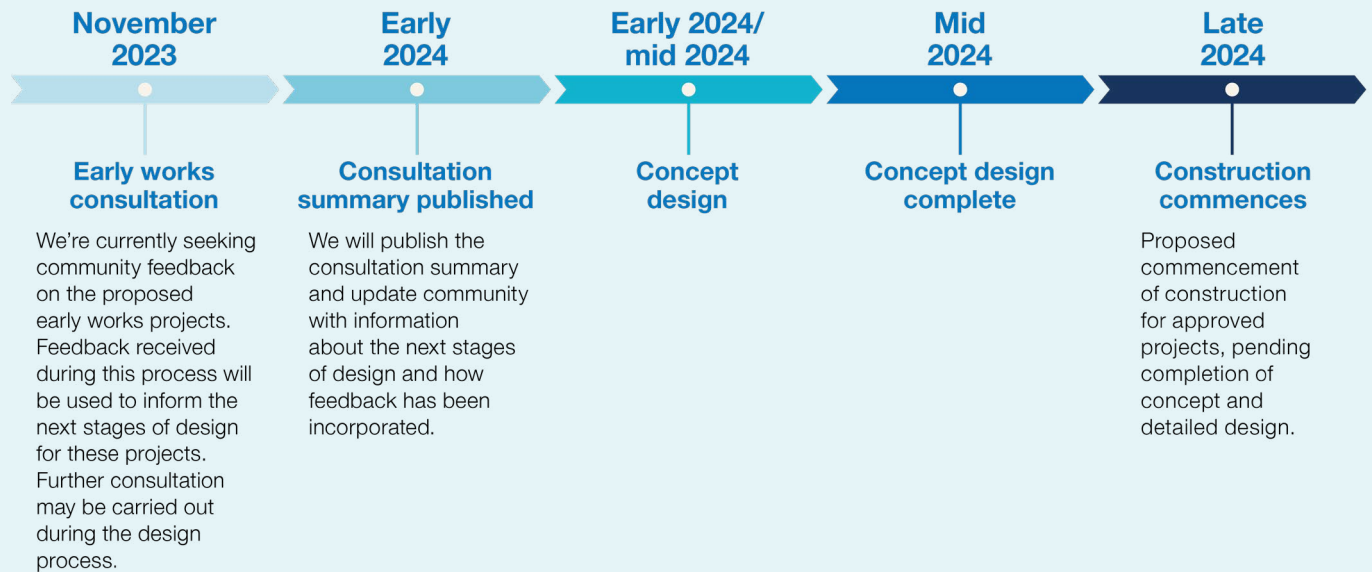 November
2023
Early works
consultation
We’re currently seeking
community feedback
on the proposed
early works projects.
Feedback received
during this process will
be used to inform the
next stages of design
for these projects.
Further consultation
may be carried out
during the design
process.
Early
2024
Consultation
summary published
We will publish the
consultation summary
and update community
with information
about the next stages
of design and how
feedback has been
incorporated.
Early 2024/
mid 2024
Concept
design
Mid
2024
Concept design
complete
Late
2024
Construction
commences
Proposed
commencement
of construction
for approved
projects, pending
completion of
concept and
detailed design.